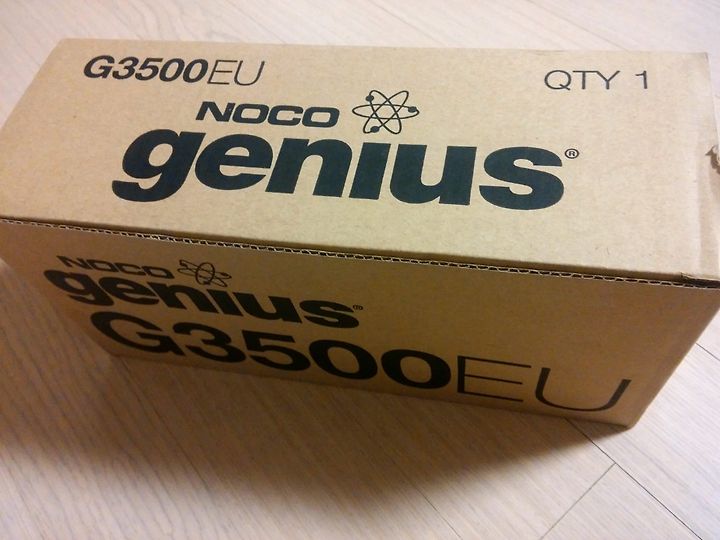 G3500EU
QTY 1
NOCO
genius®
NOCO
genius®
G3500EU